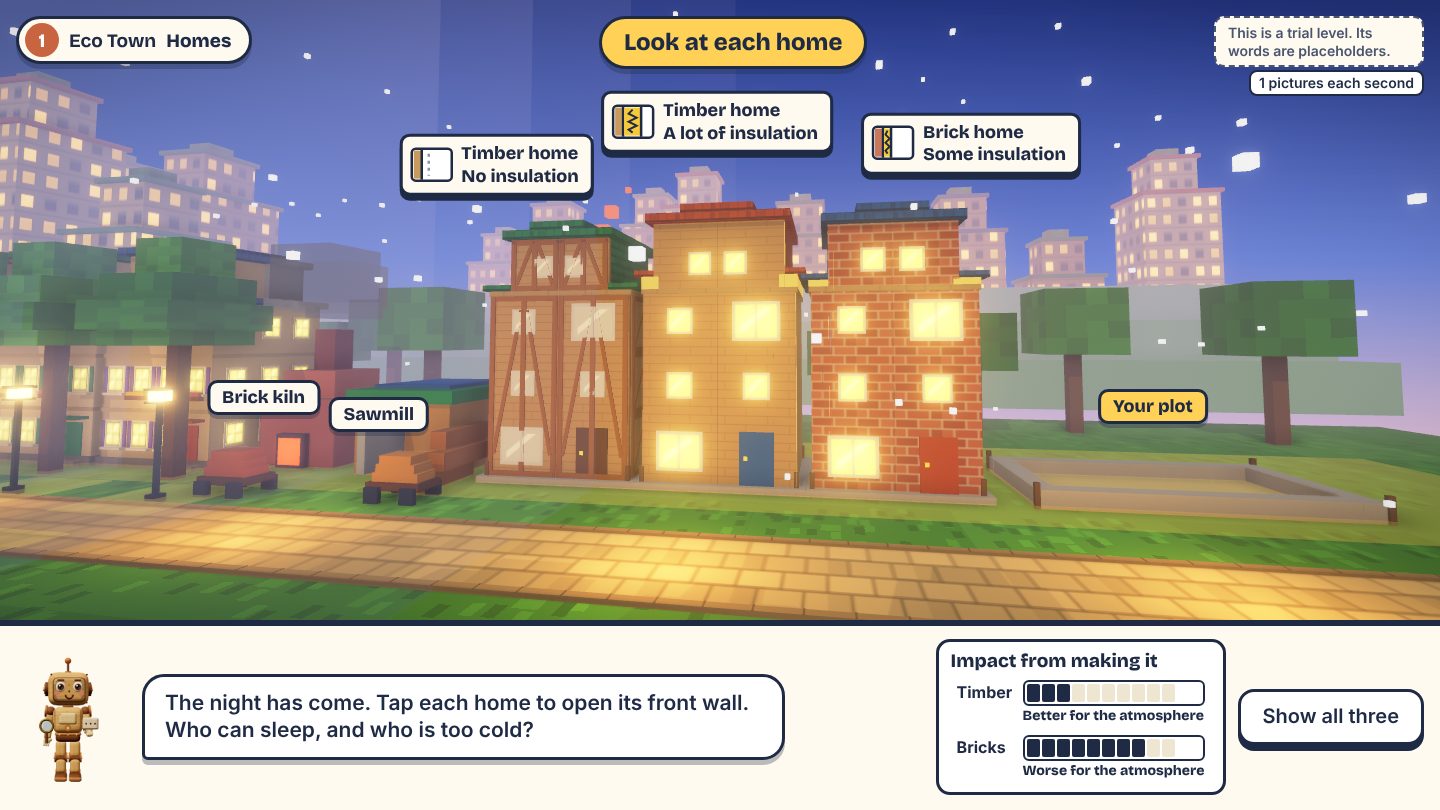 1 Eco Town Homes
Look at each home
This is a trial level. Its
words are placeholders.
1 pictures each second
Timber home
No insulation
Timber home
A lot of insulation
Brick home
Some insulation
Brick kiln
Sawmill
Your plot
The night has come. Tap each home to open its front wall.
Who can sleep, and who is too cold?
Impact from making it
Timber
Better for the atmosphere
Bricks
Worse for the atmosphere
Show all three